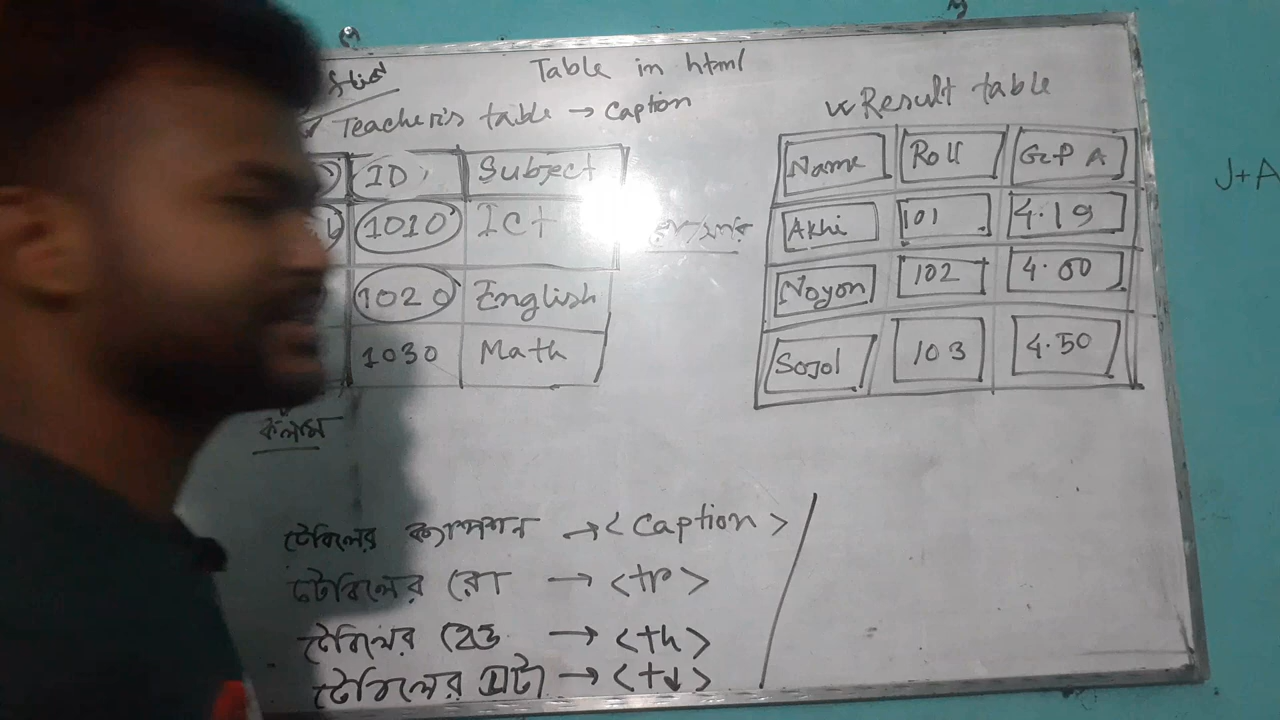 Table in html
Teacher's table → Caption
ID Subject
1010 Ict
1020 English
1030 Math
কলাম
Result table
Name Roll GPA
Akhi 101 4.19
Noyon 102 4.00
Sojol 103 4.50
J+A
টেবিলের ক্যাপশন → <Caption>
টেবিলের রো → <tr>
টেবিলের হেড → <th>
টেবিলের ডাটা → <td>